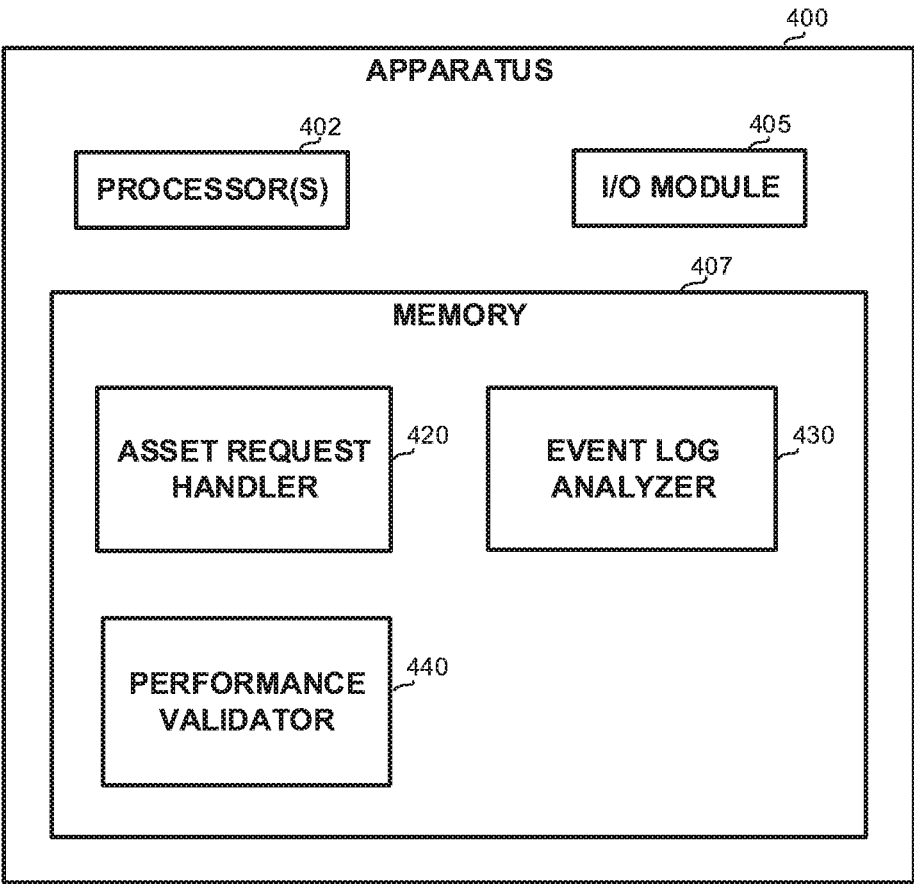 400
APPARATUS
402
405
PROCESSOR(S)
I/O MODULE
407
MEMORY
ASSET REQUEST
HANDLER
420
EVENT LOG
ANALYZER
430
PERFORMANCE
VALIDATOR
440